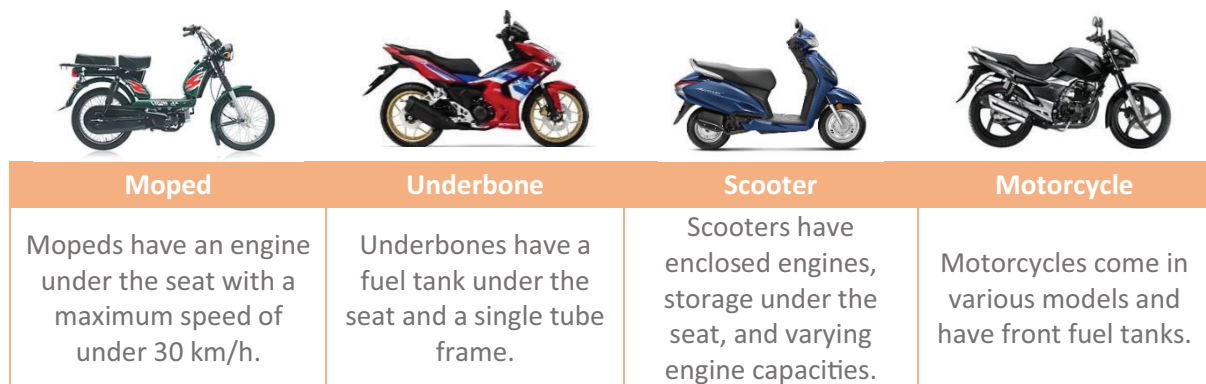 Moped
Underbone
Scooter
Motorcycle
Mopeds have an engine
under the seat with a
maximum speed of
under 30 km/h.
Underbones have a
fuel tank under the
seat and a single tube
frame.
Scooters have
enclosed engines,
storage under the
seat, and varying
engine capacities.
Motorcycles come in
various models and
have front fuel tanks.